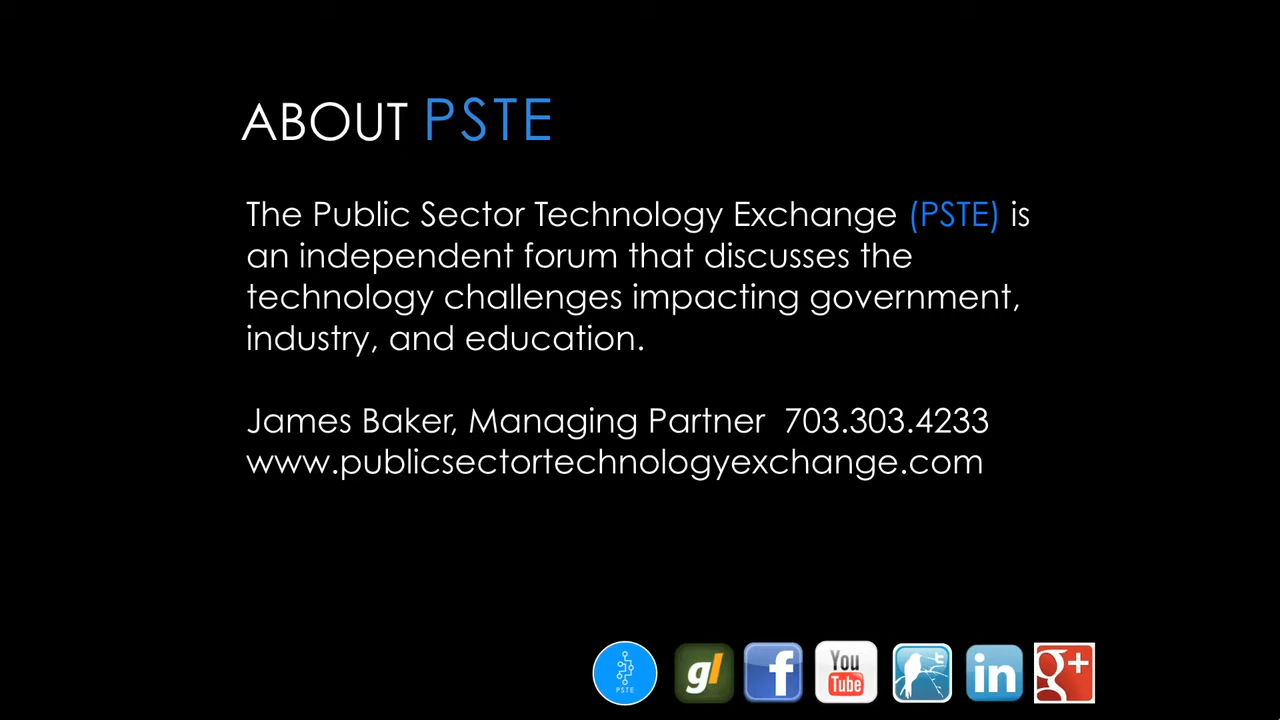 ABOUT PSTE
The Public Sector Technology Exchange (PSTE) is
an independent forum that discusses the
technology challenges impacting government,
industry, and education.
James Baker, Managing Partner 703.303.4233
www.publicsectortechnologyexchange.com
PSTE
gl
f
You
Tube
t
in
g+